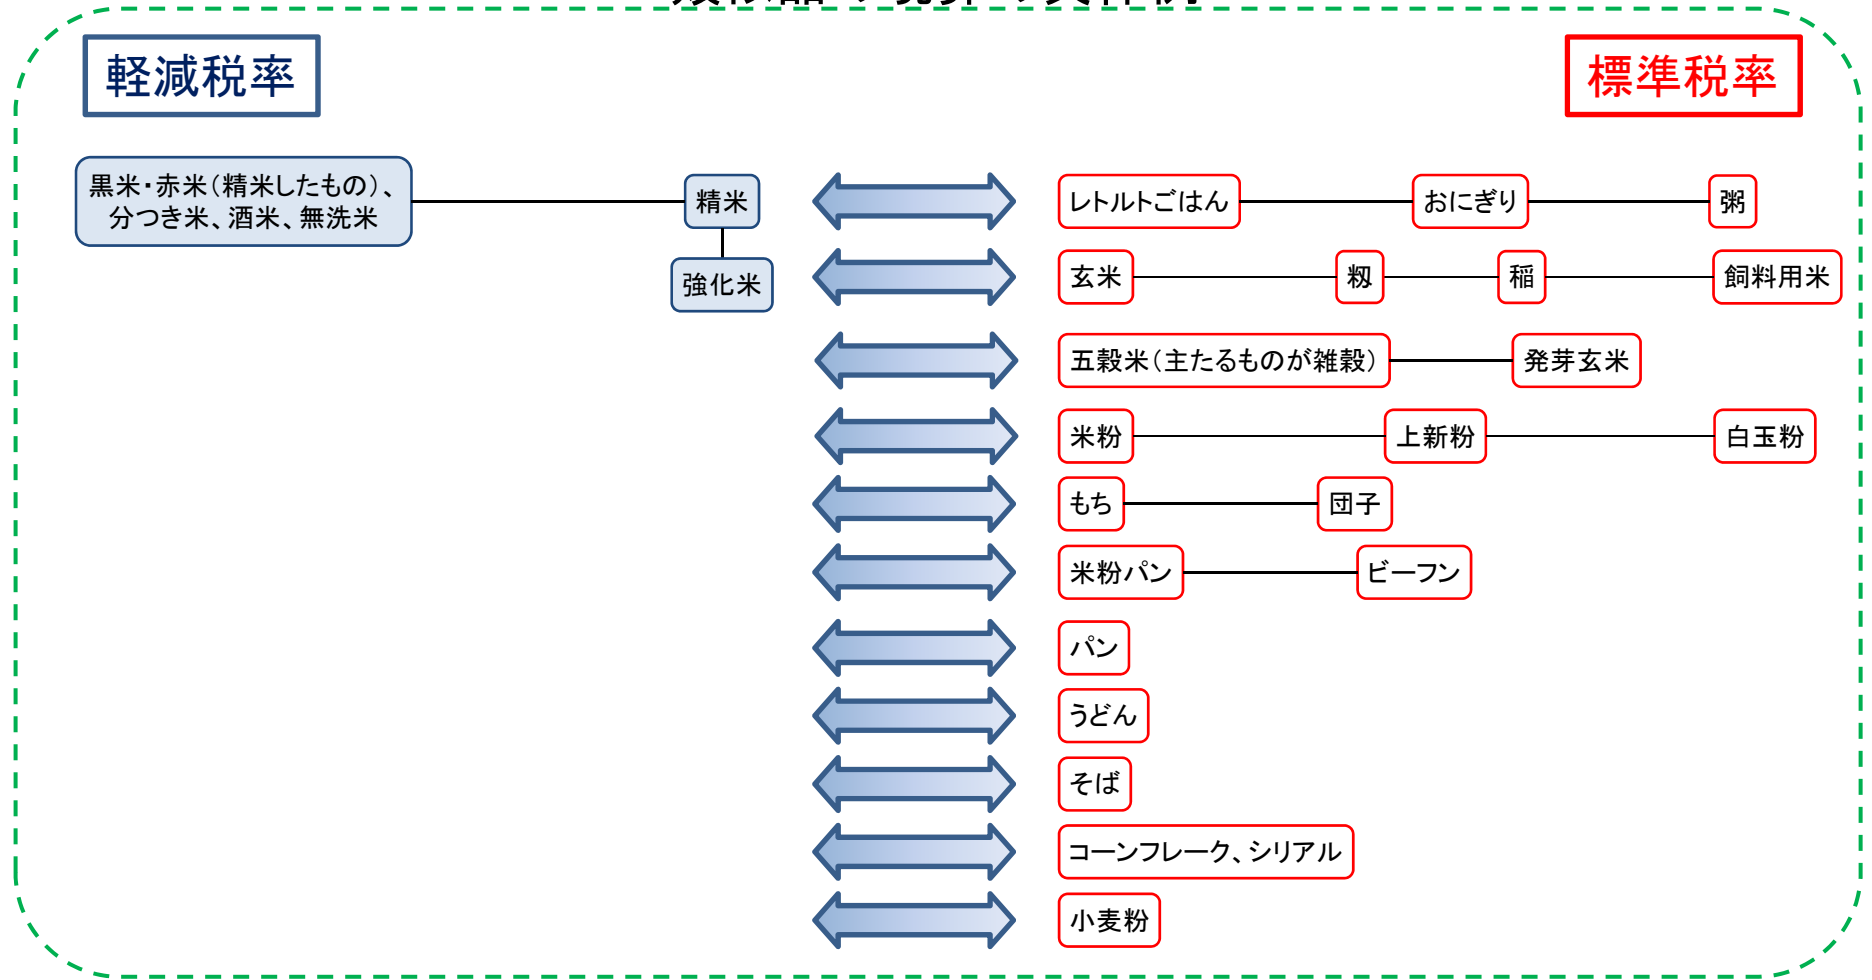 軽減税率
標準税率
黒米・赤米（精米したもの）、
分つき米、酒米、無洗米
精米
レトルトごはん
おにぎり
粥
強化米
玄米
籾
稲
飼料用米
五穀米（主たるものが雑穀）
発芽玄米
米粉
上新粉
白玉粉
もち
団子
米粉パン
ビーフン
パン
うどん
そば
コーンフレーク、シリアル
小麦粉